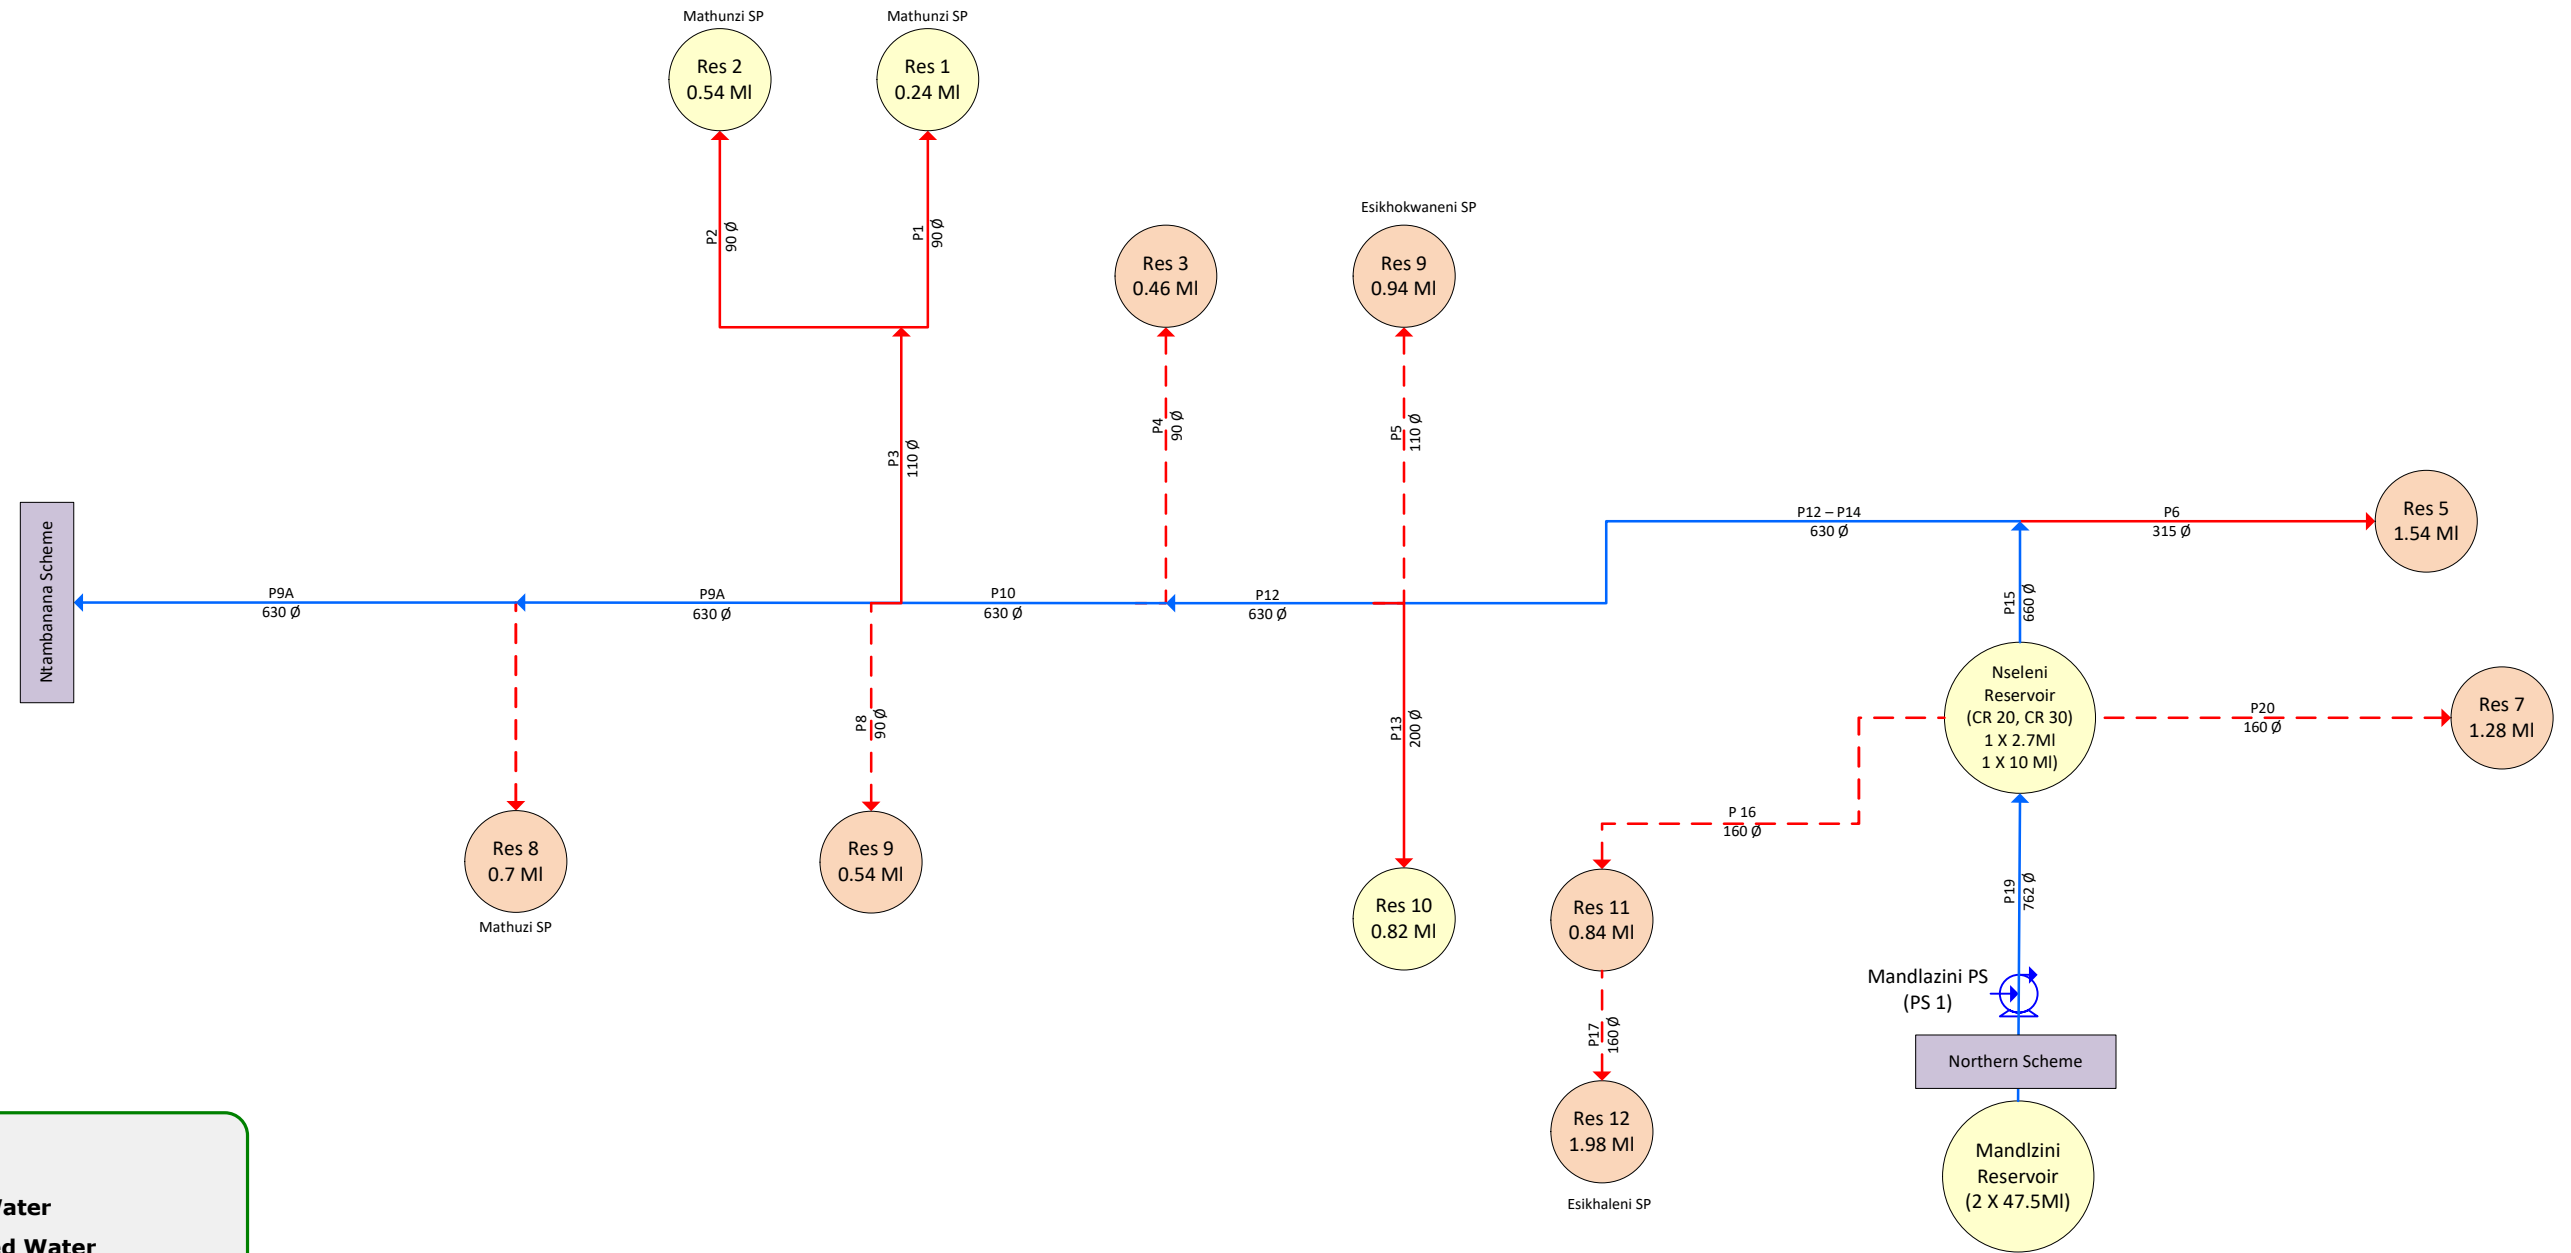 Mathunzi SP
Mathunzi SP
Res 2
0.54 Ml
Res 1
0.24 Ml
P2
90 Ø
P1
90 Ø
Esikhokwaneni SP
Res 3
0.46 Ml
Res 9
0.94 Ml
P3
110 Ø
P4
90 Ø
P5
110 Ø
P12 – P14
630 Ø
P6
315 Ø
Res 5
1.54 Ml
Ntambanana Scheme
P9A
630 Ø
P9A
630 Ø
P10
630 Ø
P12
630 Ø
P15
660 Ø
P8
90 Ø
P13
200 Ø
Nseleni
Reservoir
(CR 20, CR 30)
1 X 2.7Ml
1 X 10 Ml)
P20
160 Ø
Res 7
1.28 Ml
P 16
160 Ø
Res 8
0.7 Ml
Mathuzi SP
Res 9
0.54 Ml
Res 10
0.82 Ml
Res 11
0.84 Ml
P19
762 Ø
Mandlazini PS
(PS 1)
P17
160 Ø
Northern Scheme
Res 12
1.98 Ml
Esikhaleni SP
Mandlzini
Reservoir
(2 X 47.5Ml)
Water